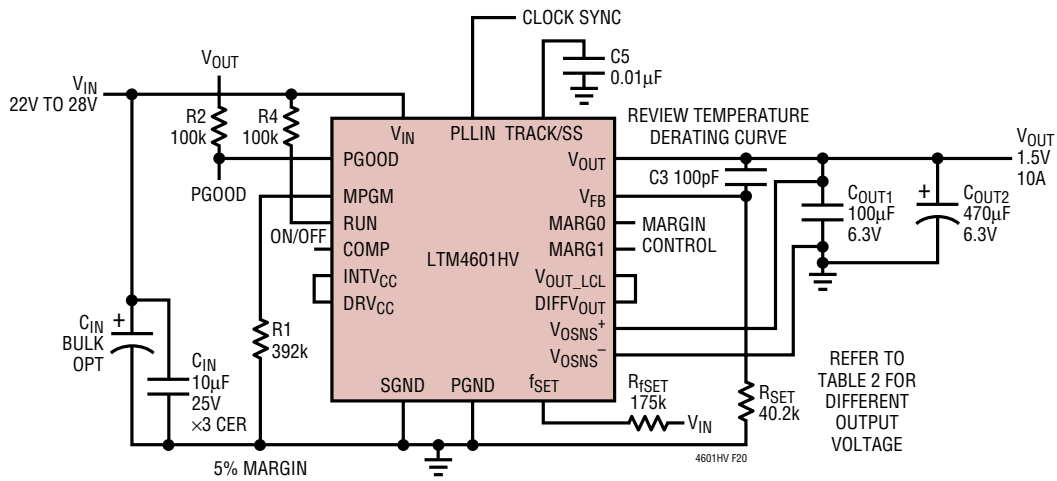 CLOCK SYNC
C5
0.01µF
VOUT
VIN
22V TO 28V
R2
100k
R4
100k
REVIEW TEMPERATURE
DERATING CURVE
VIN
PLLIN
TRACK/SS
PGOOD
VOUT
VOUT
1.5V
10A
C3 100pF
PGOOD
MPGM
VFB
COUT1
100µF
6.3V
+
COUT2
470µF
6.3V
RUN
MARG0
MARGIN
CONTROL
ON/OFF
COMP
MARG1
LTM4601HV
INTVCC
VOUT_LCL
DRVCC
DIFFVOUT
VOSNS+
VOSNS–
CIN
BULK
OPT
+
R1
392k
CIN
10µF
25V
×3 CER
SGND
PGND
fSET
RfSET
175k
VIN
RSET
40.2k
REFER TO
TABLE 2 FOR
DIFFERENT
OUTPUT
VOLTAGE
5% MARGIN
4601HV F20